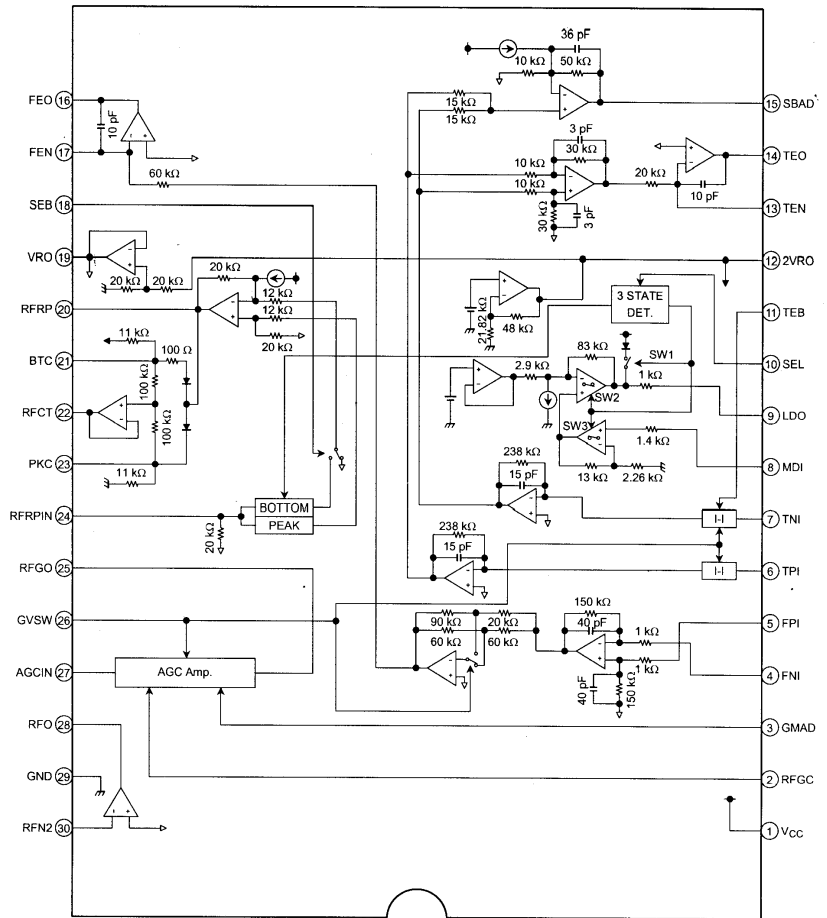 36 pF
10 kΩ
50 kΩ
15 kΩ
15 kΩ
15 SBAD
FEO 16
10 pF
FEN 17
60 kΩ
3 pF
30 kΩ
10 kΩ
10 kΩ
30 kΩ
3 pF
20 kΩ
10 pF
14 TEO
13 TEN
SEB 18
VRO 19
20 kΩ
20 kΩ
12 2VRO
20 kΩ
12 kΩ
12 kΩ
20 kΩ
RFRP 20
21.82 kΩ
48 kΩ
3 STATE
DET.
11 TEB
11 kΩ
BTC 21
100 Ω
100 kΩ
RFCT 22
100 kΩ
PKC 23
11 kΩ
83 kΩ
2.9 kΩ
SW1
1 kΩ
SW2
SW3
1.4 kΩ
13 kΩ
2.26 kΩ
10 SEL
9 LDO
8 MDI
RFRPIN 24
20 kΩ
BOTTOM
PEAK
238 kΩ
15 pF
I-I
7 TNI
238 kΩ
15 pF
I-I
6 TPI
RFGO 25
GVSW 26
90 kΩ
60 kΩ
20 kΩ
60 kΩ
150 kΩ
40 pF
1 kΩ
1 kΩ
40 pF
150 kΩ
5 FPI
4 FNI
AGCIN 27
AGC Amp.
RFO 28
3 GMAD
GND 29
2 RFGC
RFN2 30
1 VCC